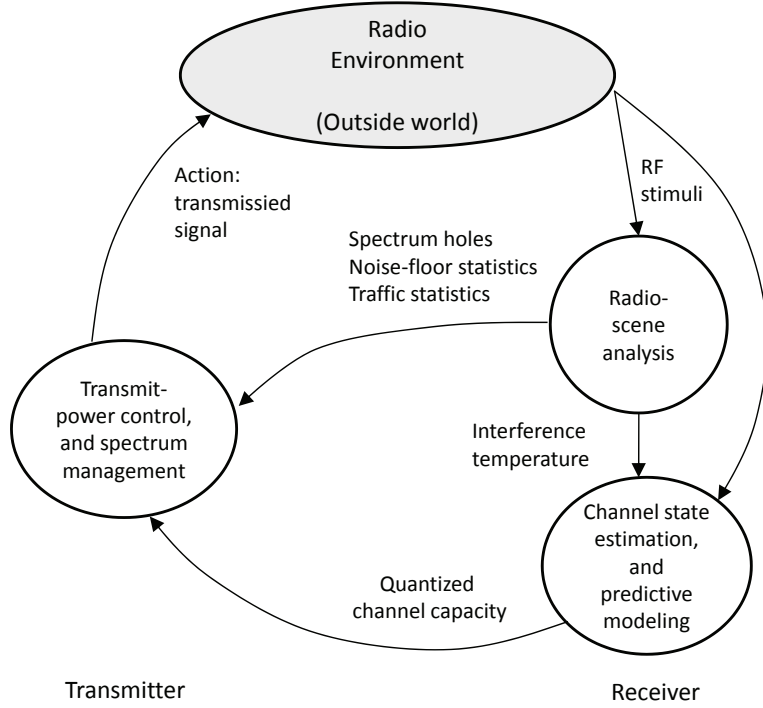 Radio
Environment
(Outside world)
Action:
transmissied
signal
RF
stimuli
Spectrum holes
Noise-floor statistics
Traffic statistics
Radio-
scene
analysis
Transmit-
power control,
and spectrum
management
Interference
temperature
Channel state
estimation,
and
predictive
modeling
Quantized
channel capacity
Transmitter
Receiver